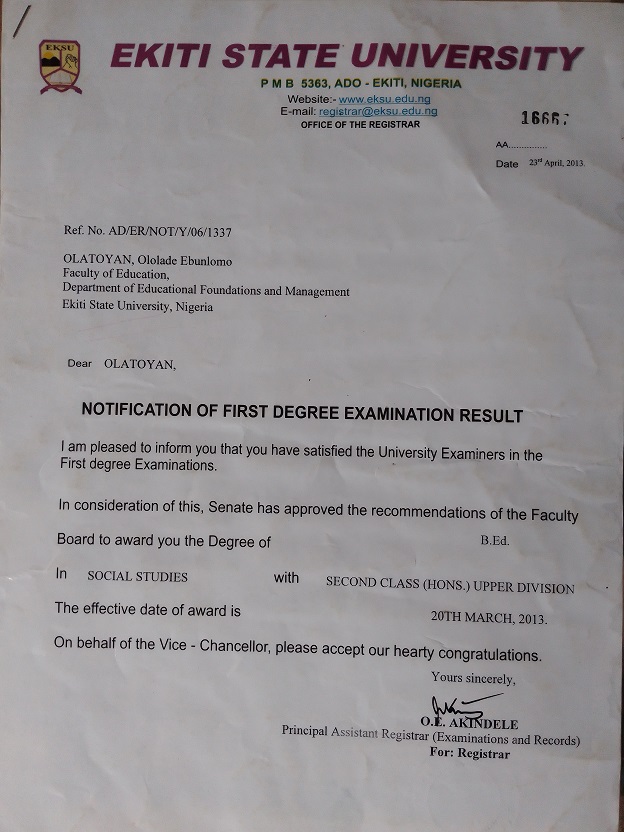 EKSU
EKITI STATE UNIVERSITY
P M B 5363, ADO - EKITI, NIGERIA
Website:- www.eksu.edu.ng
E-mail: registrar@eksu.edu.ng
OFFICE OF THE REGISTRAR
AA...............
Date 23rd April, 2013.
Ref. No. AD/ER/NOT/Y/06/1337
OLATOYAN, Ololade Ebunlomo
Faculty of Education,
Department of Educational Foundations and Management
Ekiti State University, Nigeria
Dear OLATOYAN,
NOTIFICATION OF FIRST DEGREE EXAMINATION RESULT
I am pleased to inform you that you have satisfied the University Examiners in the
First degree Examinations.
In consideration of this, Senate has approved the recommendations of the Faculty
Board to award you the Degree of B.Ed.
In SOCIAL STUDIES with SECOND CLASS (HONS.) UPPER DIVISION
The effective date of award is 20TH MARCH, 2013.
On behalf of the Vice - Chancellor, please accept our hearty congratulations.
Yours sincerely,
O.E. AKINDELE
Principal Assistant Registrar (Examinations and Records)
For: Registrar